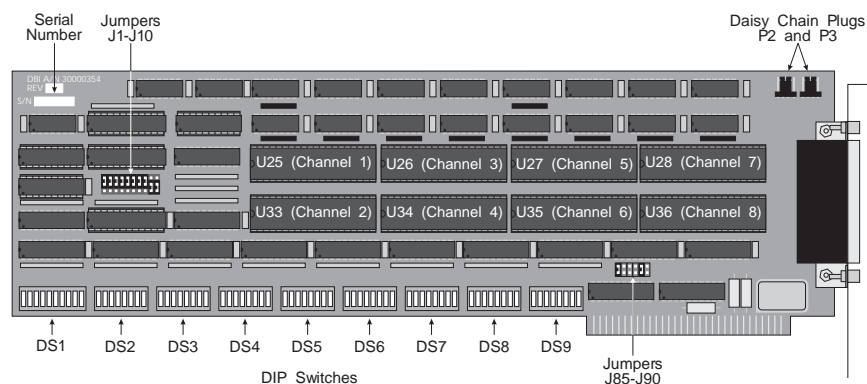 Serial
Number
Jumpers
J1-J10
Daisy Chain Plugs
P2 and P3
DBI A/N 30000354
REV
S/N
U25 (Channel 1)
U26 (Channel 3)
U27 (Channel 5)
U28 (Channel 7)
U33 (Channel 2)
U34 (Channel 4)
U35 (Channel 6)
U36 (Channel 8)
DS1
DS2
DS3
DS4
DS5
DS6
DS7
DS8
DS9
DIP Switches
Jumpers
J85-J90